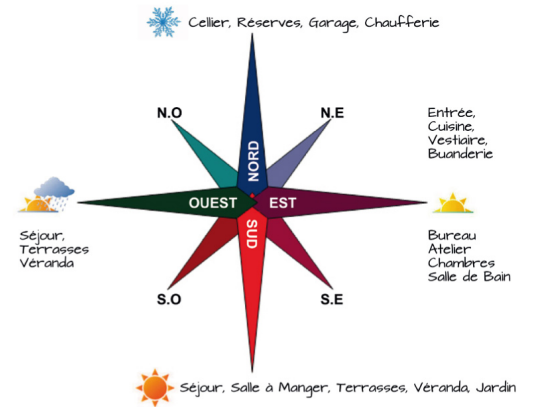 Cellier, Réserves, Garage, Chaufferie
N.O
N.E
Entrée,
Cuisine,
Vestiaire,
Buanderie
NORD
OUEST
EST
SUD
Séjour,
Terrasses
Véranda
Bureau
Atelier
Chambres
Salle de Bain
S.O
S.E
Séjour, Salle à Manger, Terrasses, Véranda, Jardin